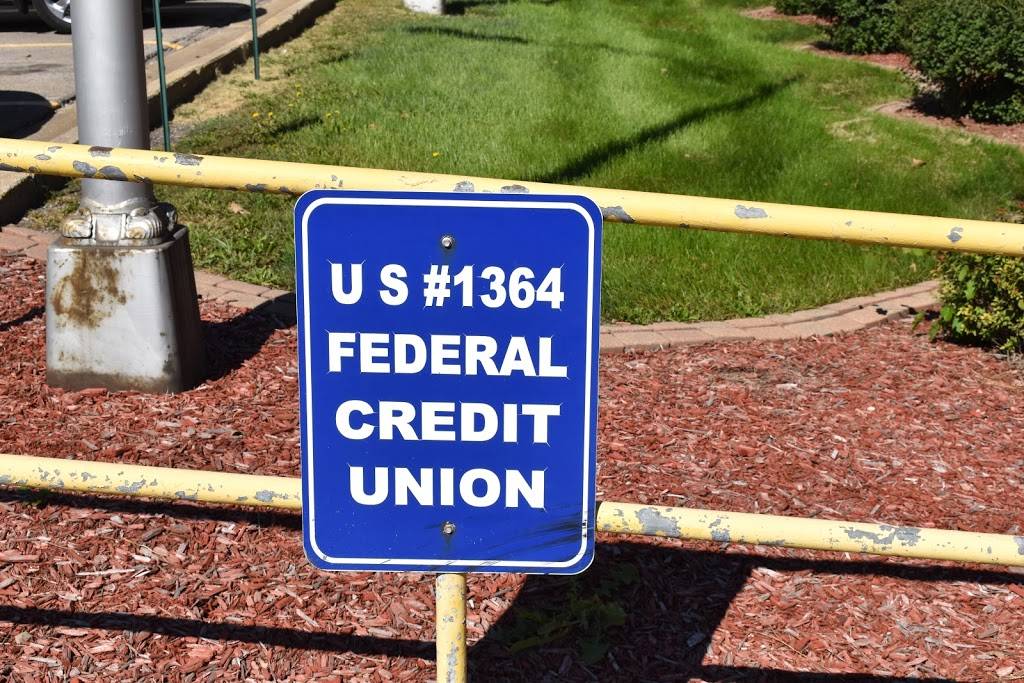 U S #1364
FEDERAL
CREDIT
UNION